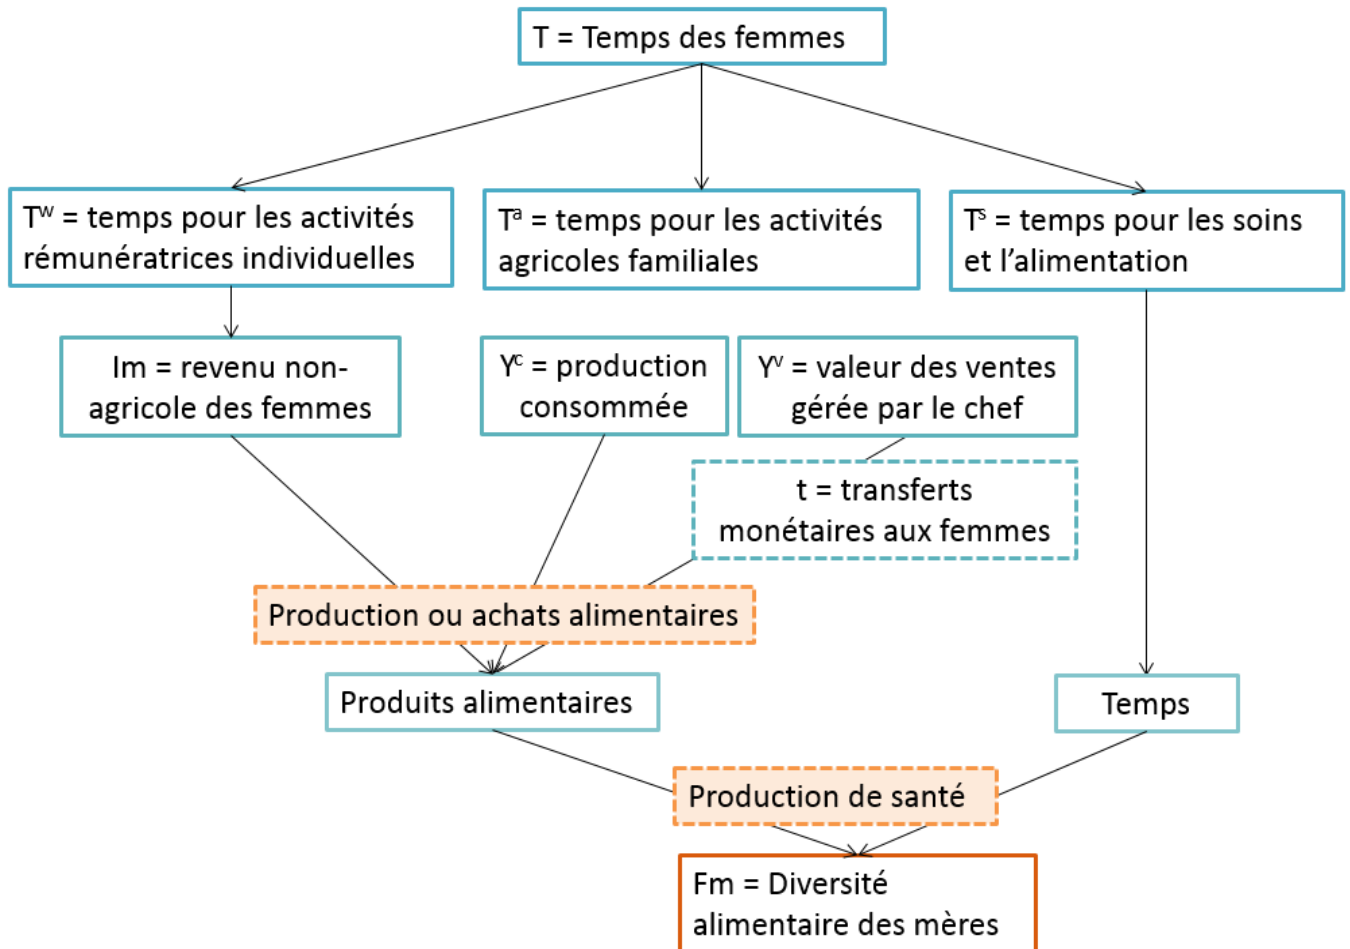 T = Temps des femmes
Tʷ = temps pour les activités
rémunératrices individuelles
Tᵃ = temps pour les activités
agricoles familiales
Tˢ = temps pour les soins
et l’alimentation
Im = revenu non-
agricole des femmes
Yᶜ = production
consommée
Yᵛ = valeur des ventes
gérée par le chef
t = transferts
monétaires aux femmes
Production ou achats alimentaires
Produits alimentaires
Temps
Production de santé
Fm = Diversité
alimentaire des mères